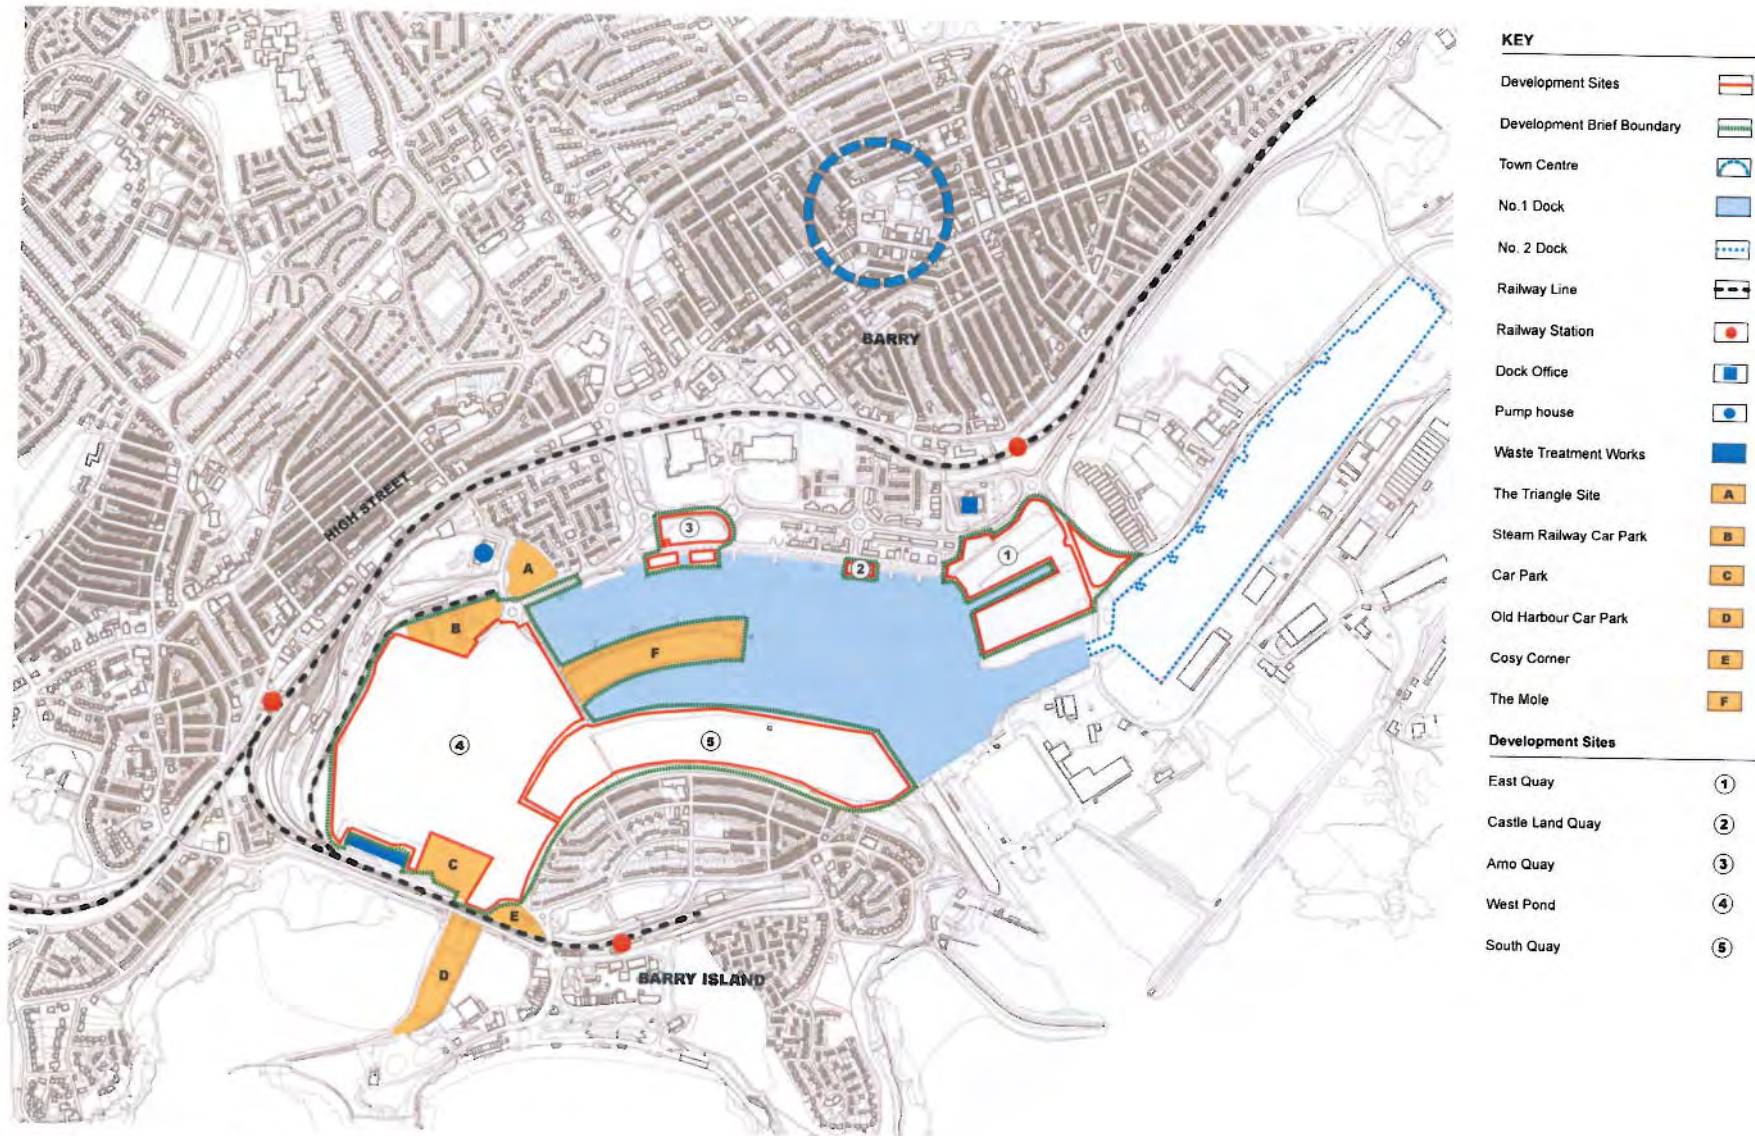 KEY
Development Sites
Development Brief Boundary
Town Centre
No.1 Dock
No. 2 Dock
Railway Line
Railway Station
Dock Office
Pump house
Waste Treatment Works
The Triangle Site A
Steam Railway Car Park B
Car Park C
Old Harbour Car Park D
Cosy Corner E
The Mole F
Development Sites
East Quay 1
Castle Land Quay 2
Arno Quay 3
West Pond 4
South Quay 5
BARRY
HIGH STREET
3
1
2
A
B
F
4
5
C
E
D
BARRY ISLAND